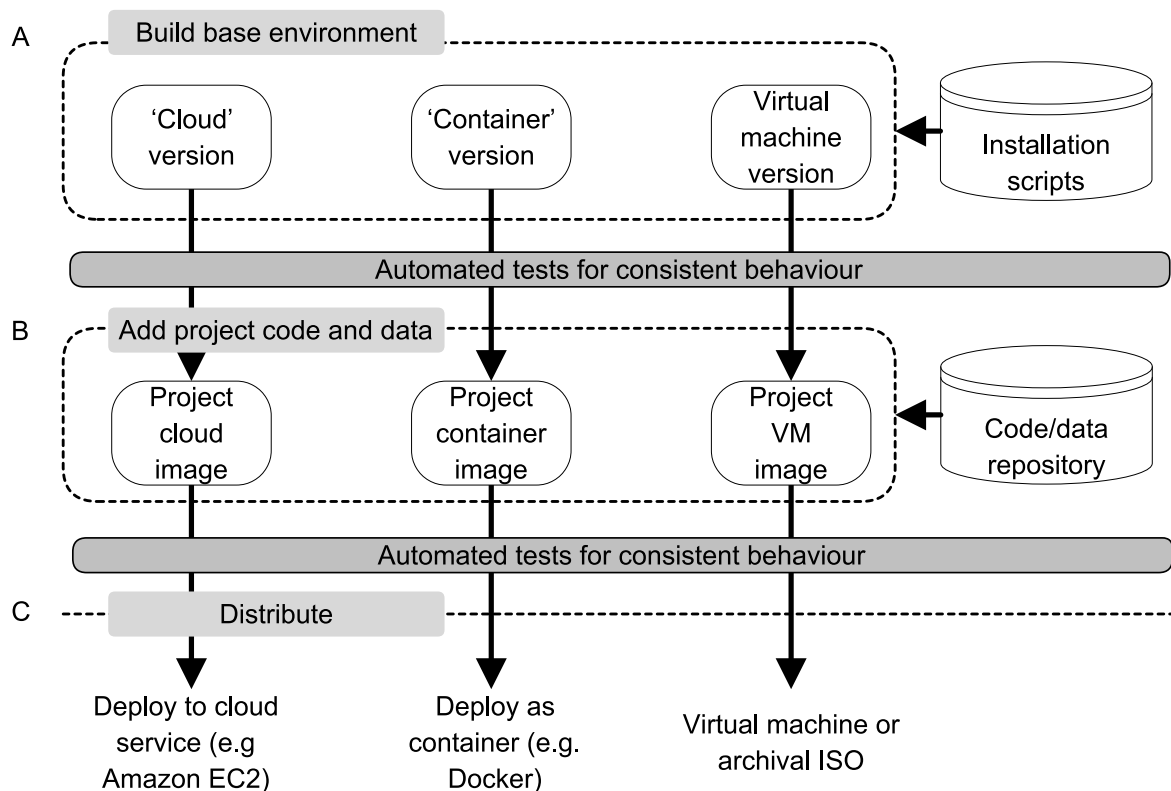 A
Build base environment
‘Cloud’
version
‘Container’
version
Virtual
machine
version
Installation
scripts
Automated tests for consistent behaviour
B
Add project code and data
Project
cloud
image
Project
container
image
Project
VM
image
Code/data
repository
Automated tests for consistent behaviour
C
Distribute
Deploy to cloud
service (e.g
Amazon EC2)
Deploy as
container (e.g.
Docker)
Virtual machine or
archival ISO